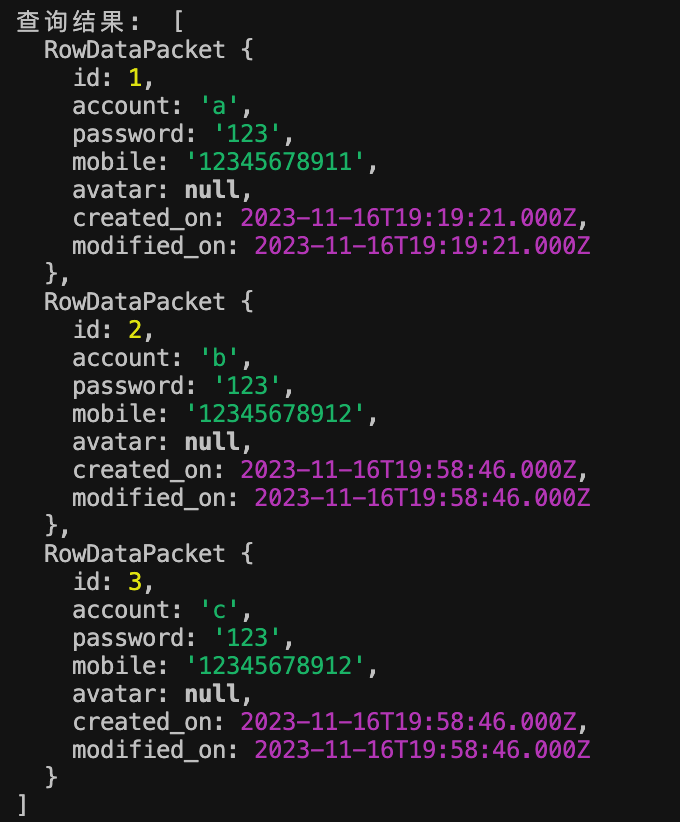 查询结果： [
  RowDataPacket {
    id: 1,
    account: 'a',
    password: '123',
    mobile: '12345678911',
    avatar: null,
    created_on: 2023-11-16T19:19:21.000Z,
    modified_on: 2023-11-16T19:19:21.000Z
  },
  RowDataPacket {
    id: 2,
    account: 'b',
    password: '123',
    mobile: '12345678912',
    avatar: null,
    created_on: 2023-11-16T19:58:46.000Z,
    modified_on: 2023-11-16T19:58:46.000Z
  },
  RowDataPacket {
    id: 3,
    account: 'c',
    password: '123',
    mobile: '12345678912',
    avatar: null,
    created_on: 2023-11-16T19:58:46.000Z,
    modified_on: 2023-11-16T19:58:46.000Z
  }
]